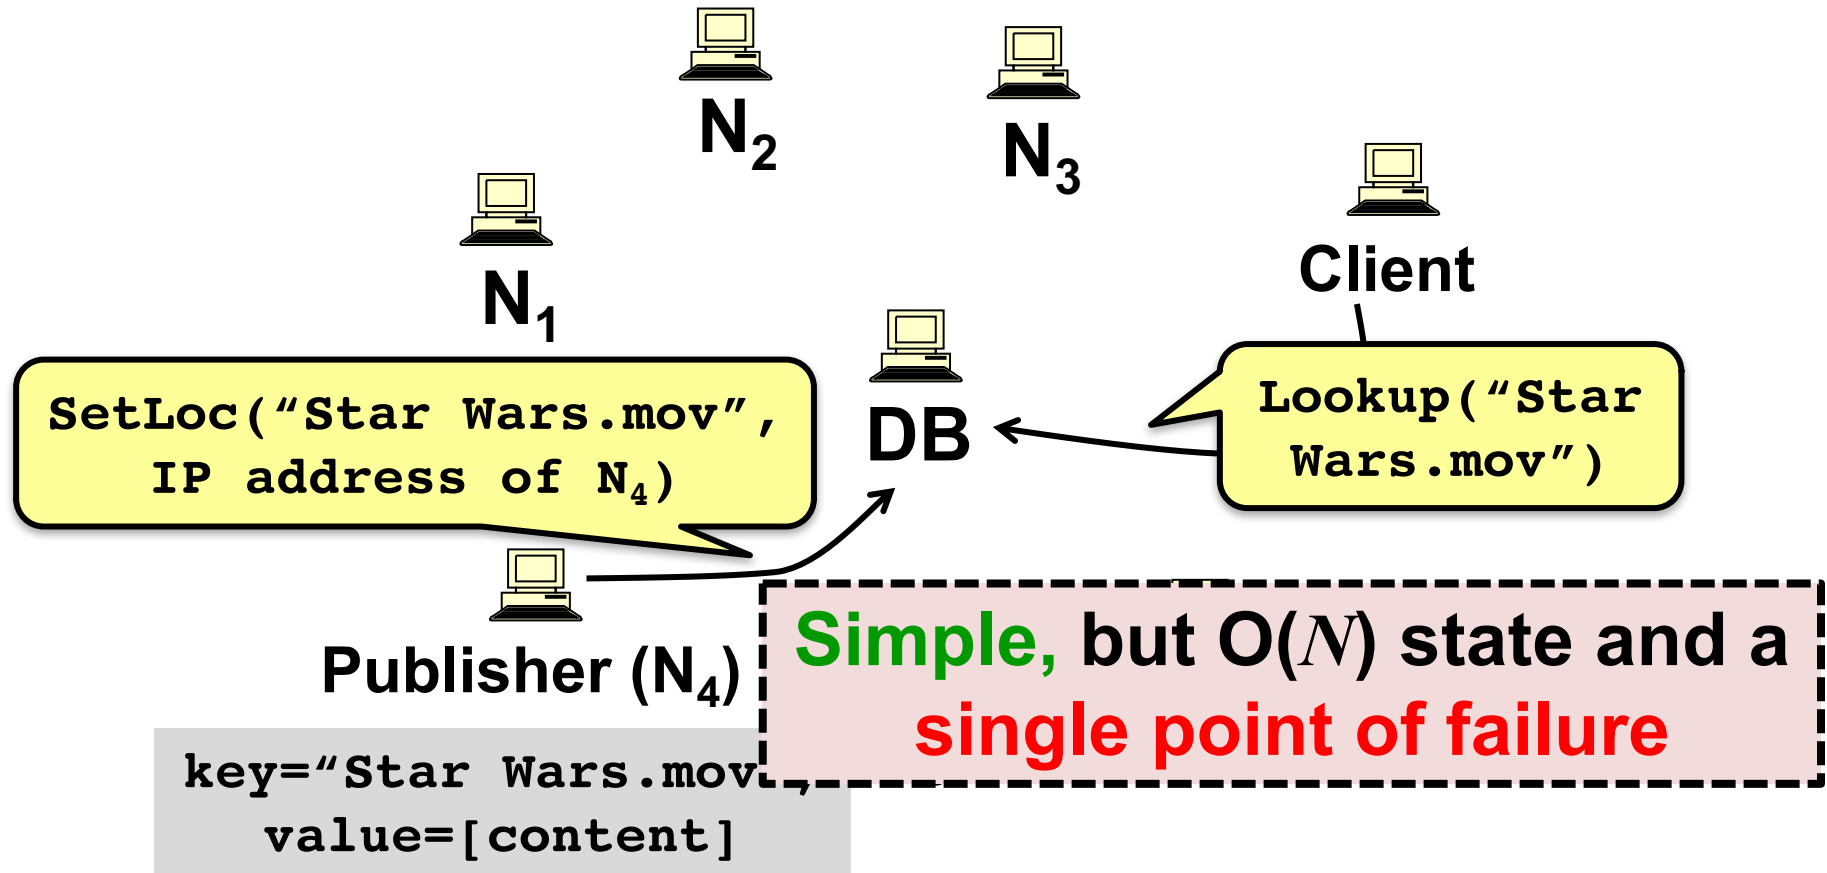 N₂
N₃
N₁
Client
SetLoc(“Star Wars.mov”,
IP address of N₄)
DB
Lookup(“Star
Wars.mov”)
Publisher (N₄)
Simple, but O(N) state and a
single point of failure
key=“Star Wars.mov
value=[content]